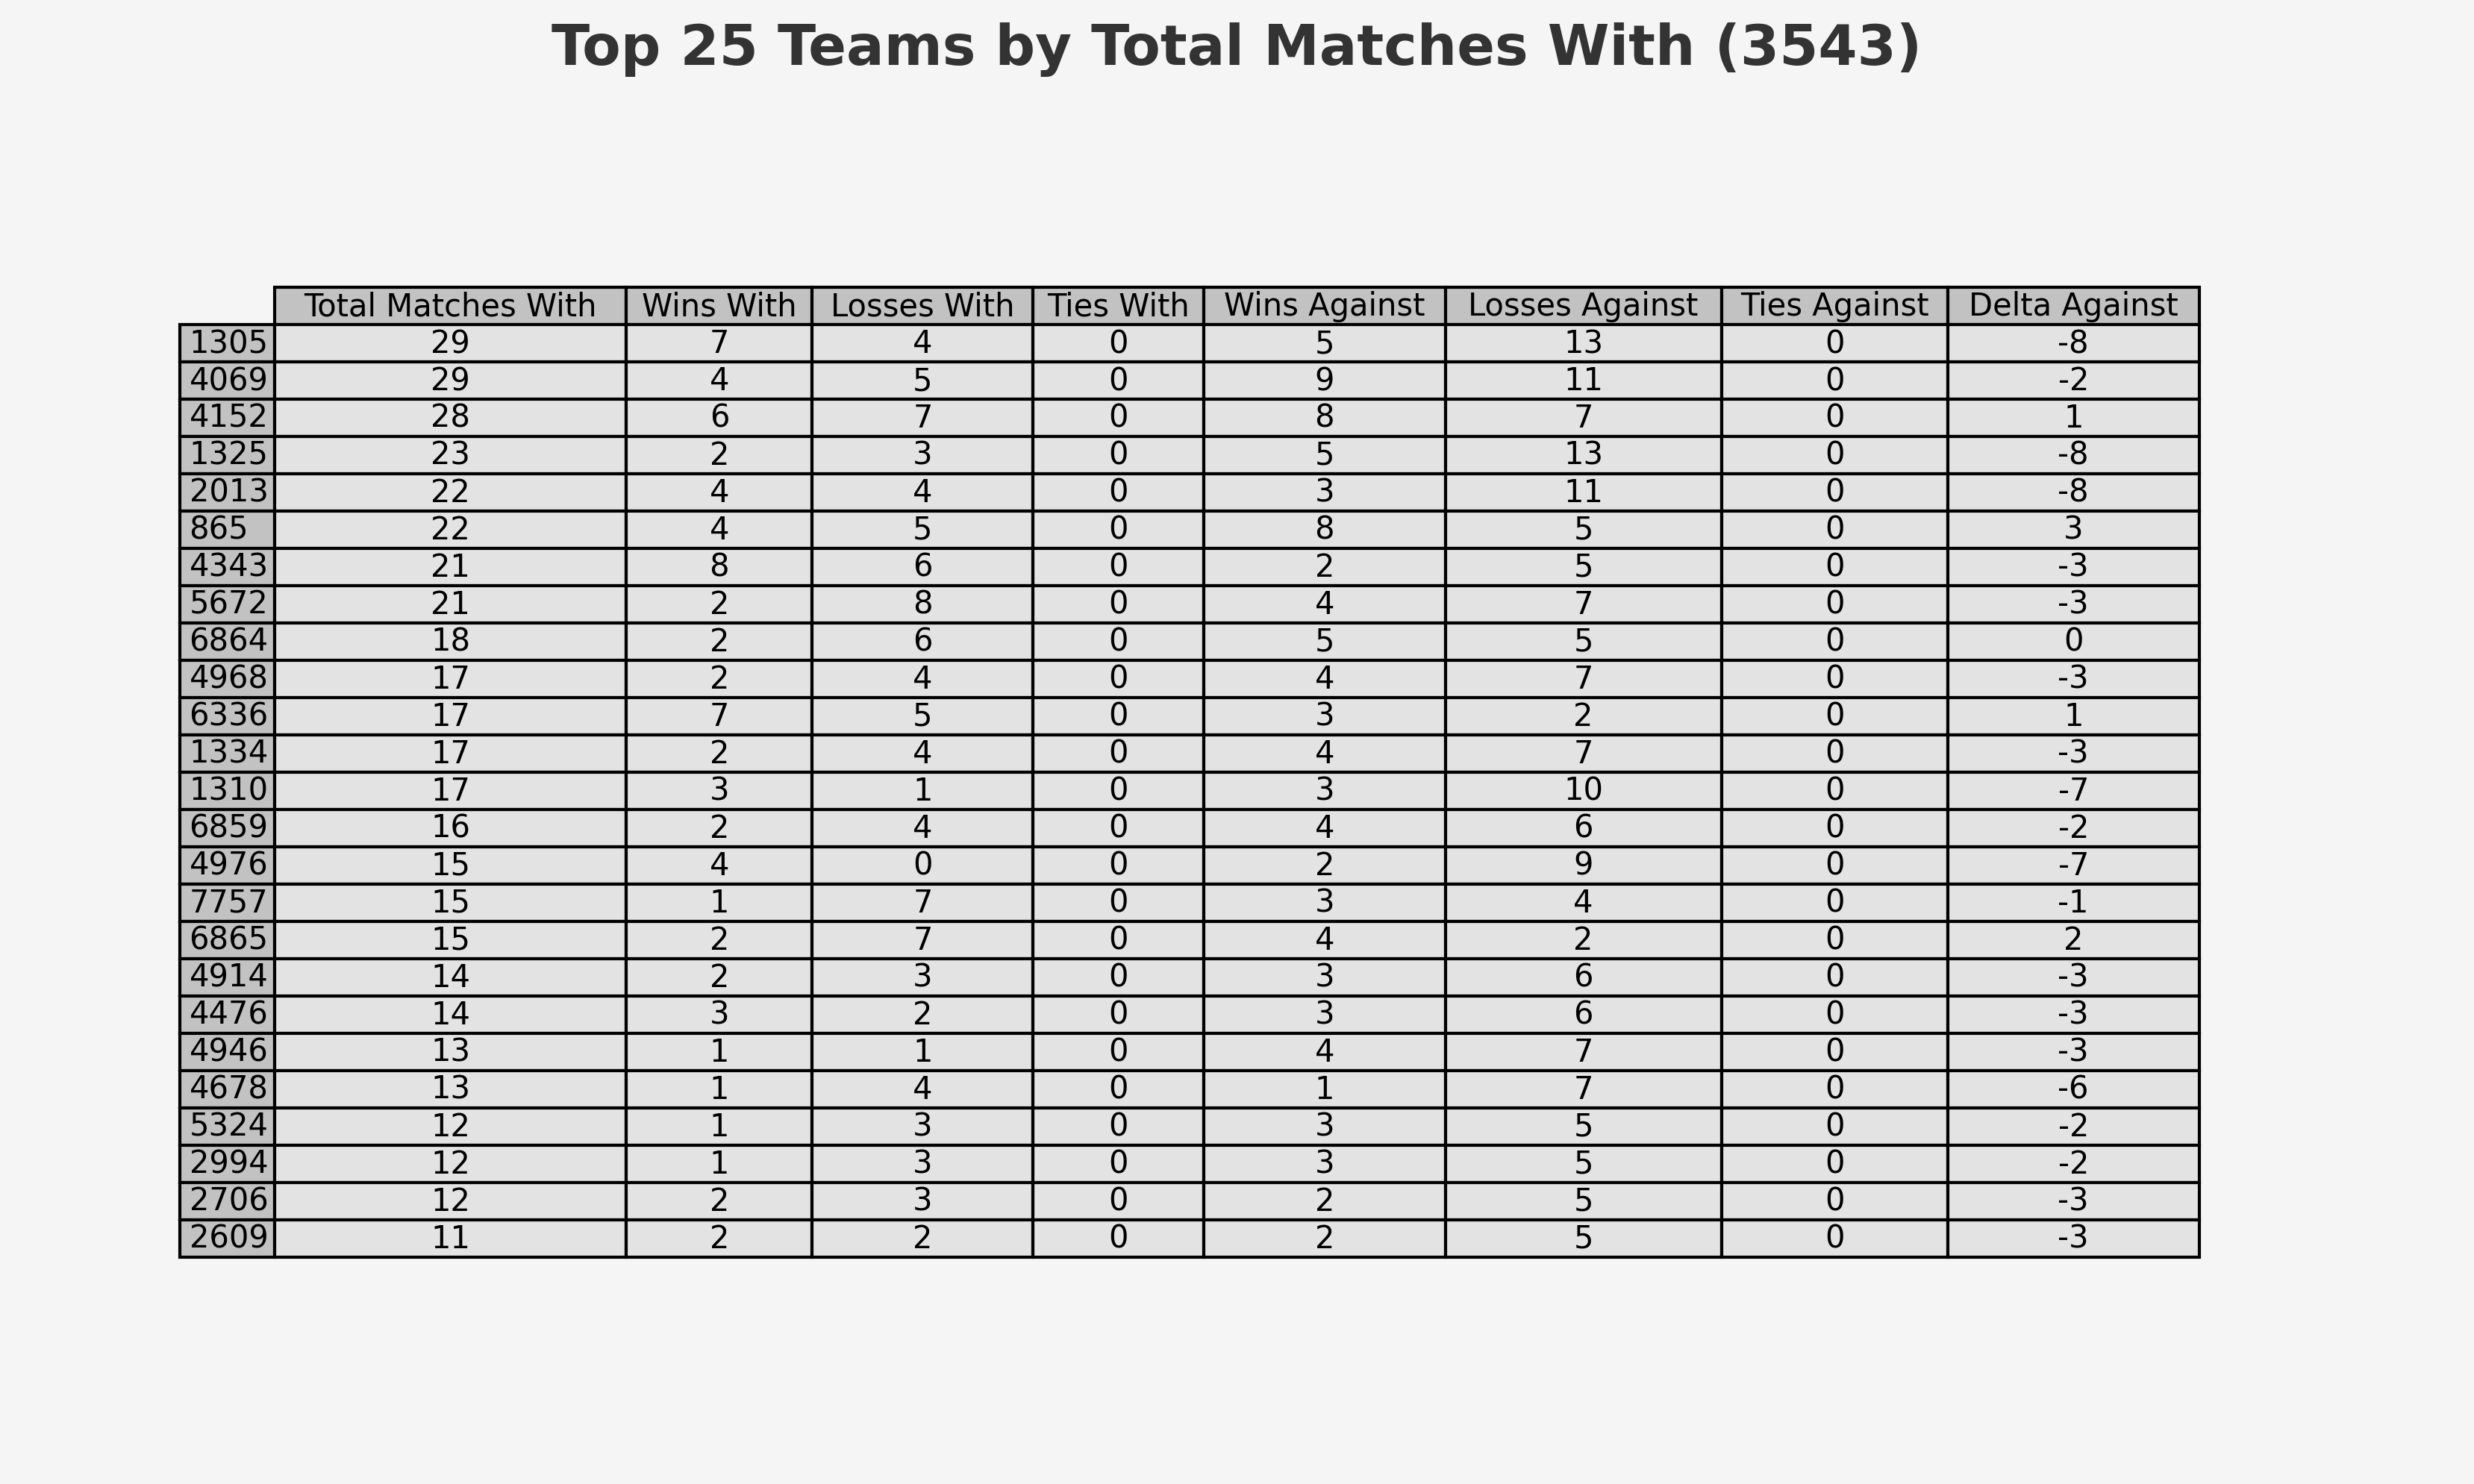 Top 25 Teams by Total Matches With (3543)
Total Matches With Wins With Losses With Ties With Wins Against Losses Against Ties Against Delta Against
1305 29 7 4 0 5 13 0 -8
4069 29 4 5 0 9 11 0 -2
4152 28 6 7 0 8 7 0 1
1325 23 2 3 0 5 13 0 -8
2013 22 4 4 0 3 11 0 -8
865 22 4 5 0 8 5 0 3
4343 21 8 6 0 2 5 0 -3
5672 21 2 8 0 4 7 0 -3
6864 18 2 6 0 5 5 0 0
4968 17 2 4 0 4 7 0 -3
6336 17 7 5 0 3 2 0 1
1334 17 2 4 0 4 7 0 -3
1310 17 3 1 0 3 10 0 -7
6859 16 2 4 0 4 6 0 -2
4976 15 4 0 0 2 9 0 -7
7757 15 1 7 0 3 4 0 -1
6865 15 2 7 0 4 2 0 2
4914 14 2 3 0 3 6 0 -3
4476 14 3 2 0 3 6 0 -3
4946 13 1 1 0 4 7 0 -3
4678 13 1 4 0 1 7 0 -6
5324 12 1 3 0 3 5 0 -2
2994 12 1 3 0 3 5 0 -2
2706 12 2 3 0 2 5 0 -3
2609 11 2 2 0 2 5 0 -3